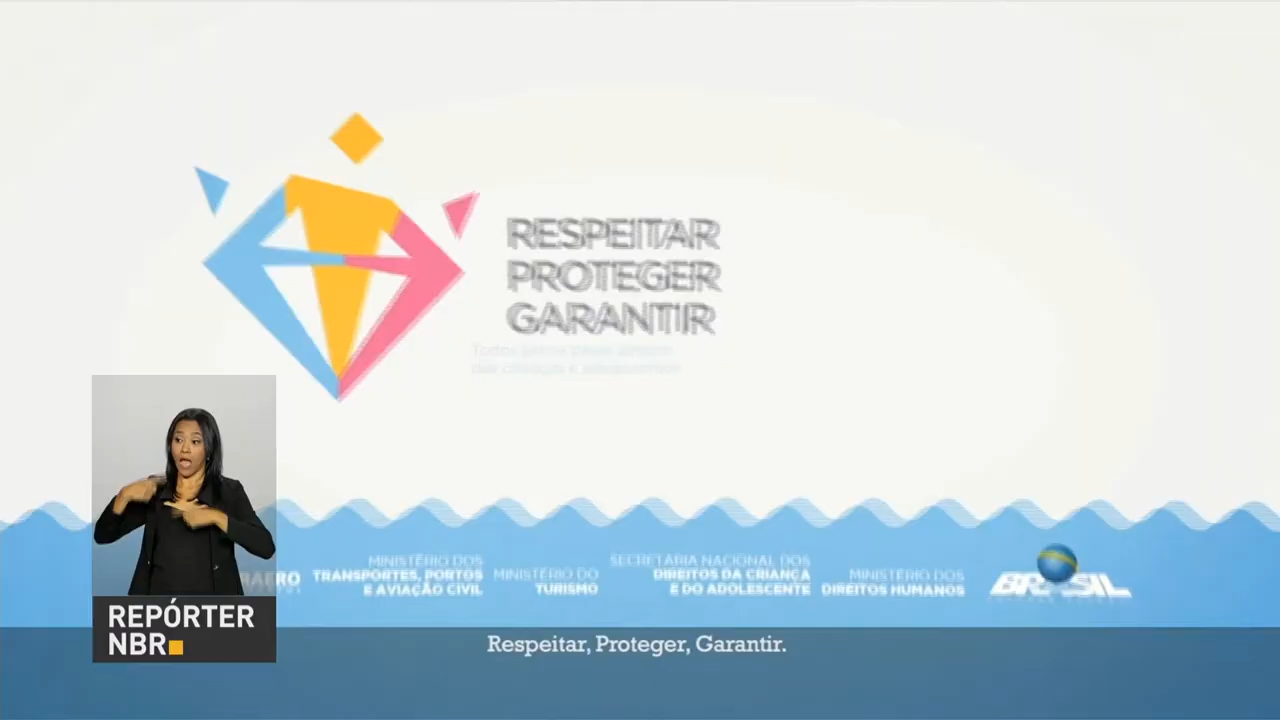 RESPEITAR
PROTEGER
GARANTIR
MINISTÉRIO DOS
TRANSPORTES, PORTOS
E AVIAÇÃO CIVIL
MINISTÉRIO DO
TURISMO
SECRETARIA NACIONAL DOS
DIREITOS DA CRIANÇA
E DO ADOLESCENTE
MINISTÉRIO DOS
DIREITOS HUMANOS
BRASIL
REPÓRTER
NBR
Respeitar, Proteger, Garantir.